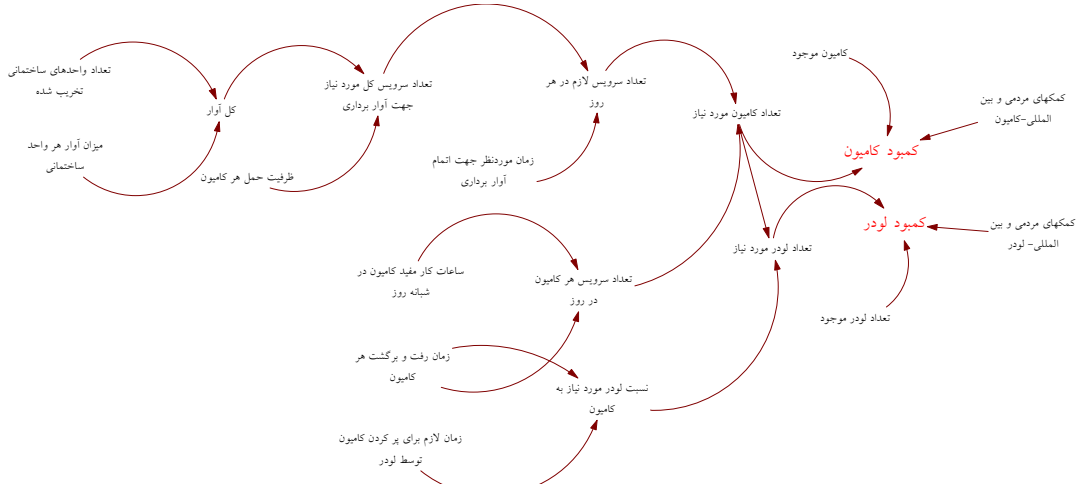 تعداد واحدهای ساختمانی
تخریب شده
میزان آوار هر واحد
ساختمانی
کل آوار
ظرفیت حمل هر کامیون
تعداد سرویس کل مورد نیاز
جهت آوار برداری
زمان موردنظر جهت اتمام
آوار برداری
تعداد سرویس لازم در هر
روز
تعداد کامیون مورد نیاز
کامیون موجود
کمبود کامیون
کمکهای مردمی و بین
المللی-کامیون
کمبود لودر
کمکهای مردمی و بین
المللی- لودر
تعداد لودر مورد نیاز
تعداد لودر موجود
ساعات کار مفید کامیون در
شبانه روز
تعداد سرویس هر کامیون
در روز
زمان رفت و برگشت هر
کامیون
نسبت لودر مورد نیاز به
کامیون
زمان لازم برای پر کردن کامیون
توسط لودر